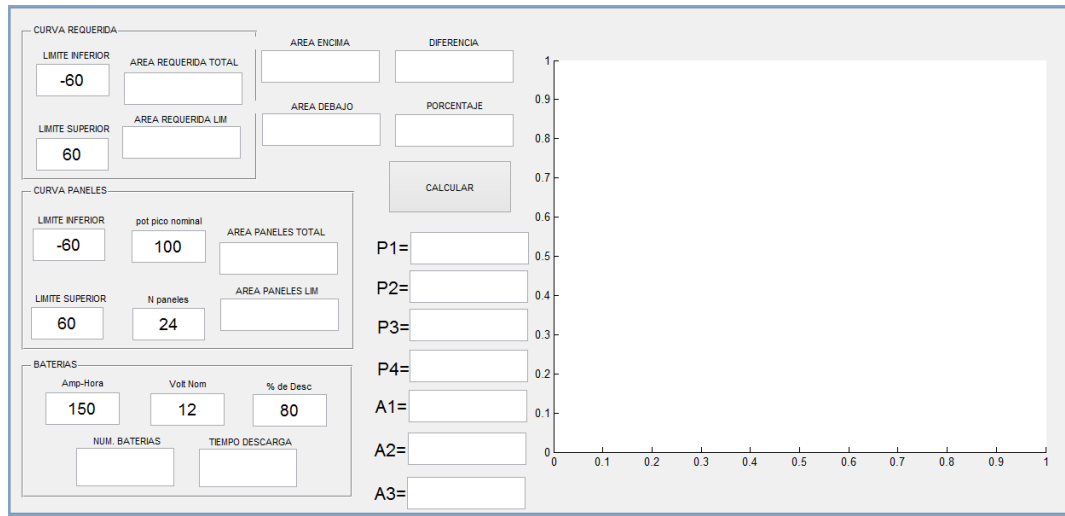 CURVA REQUERIDA
LIMITE INFERIOR
-60
AREA REQUERIDA TOTAL
LIMITE SUPERIOR
60
AREA REQUERIDA LIM
AREA ENCIMA
DIFERENCIA
AREA DEBAJO
PORCENTAJE
CALCULAR
CURVA PANELES
LIMITE INFERIOR
-60
pot pico nominal
100
AREA PANELES TOTAL
LIMITE SUPERIOR
60
N paneles
24
AREA PANELES LIM
BATERIAS
Amp-Hora
150
Volt Nom
12
% de Desc
80
NUM. BATERIAS
TIEMPO DESCARGA
P1=
P2=
P3=
P4=
A1=
A2=
A3=
1
0.9
0.8
0.7
0.6
0.5
0.4
0.3
0.2
0.1
0
0 0.1 0.2 0.3 0.4 0.5 0.6 0.7 0.8 0.9 1